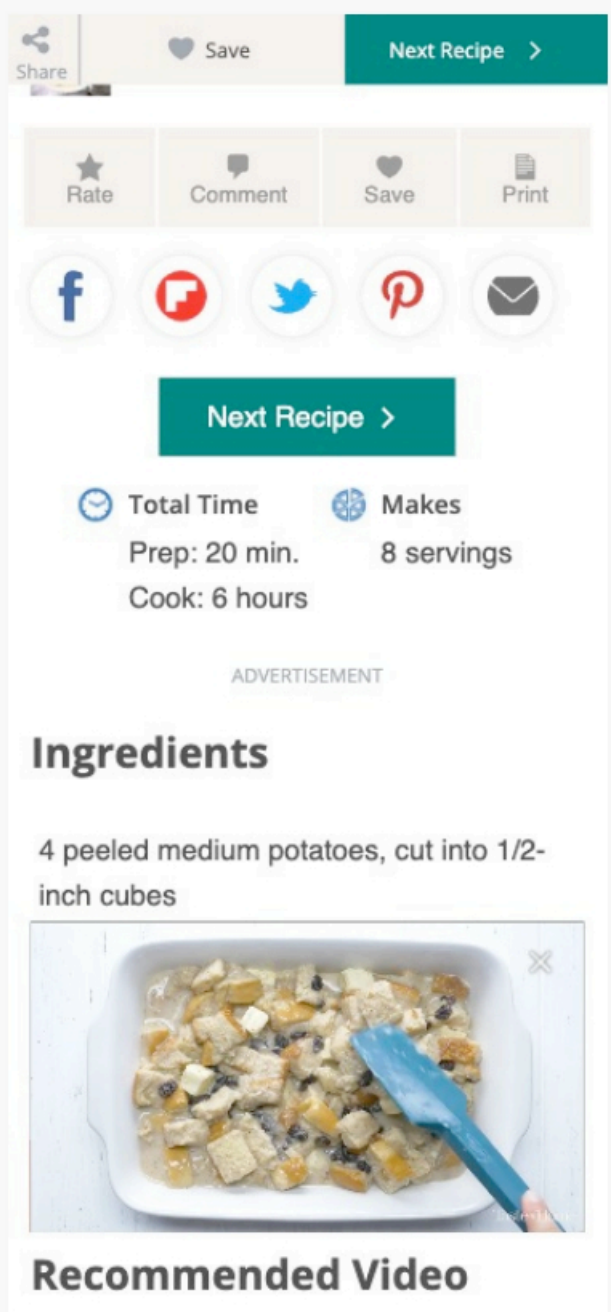 Share
Save
Next Recipe
Rate
Comment
Save
Print
Next Recipe
Total Time
Makes
Prep: 20 min.
8 servings
Cook: 6 hours
ADVERTISEMENT
Ingredients
4 peeled medium potatoes, cut into 1/2-
inch cubes
Recommended Video